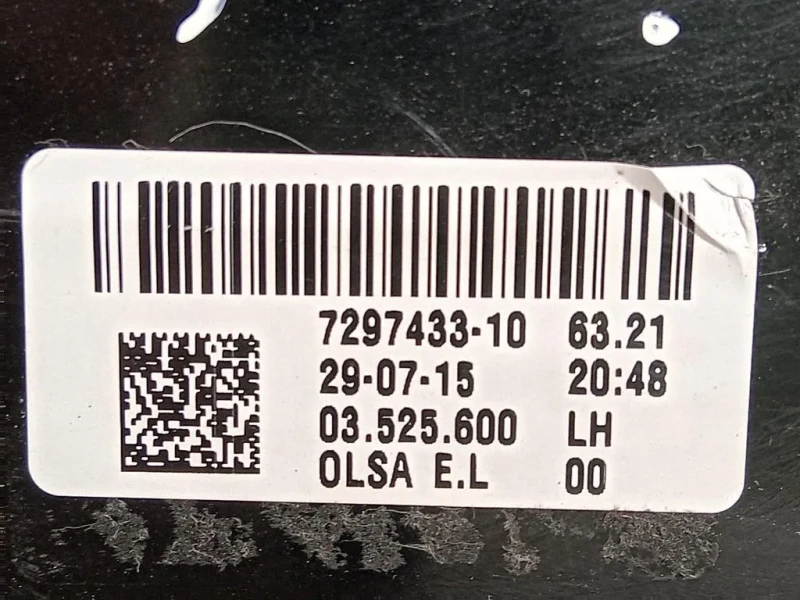 7297433-10 63.21
29-07-15 20:48
03.525.600 LH
OLSA E.L 00